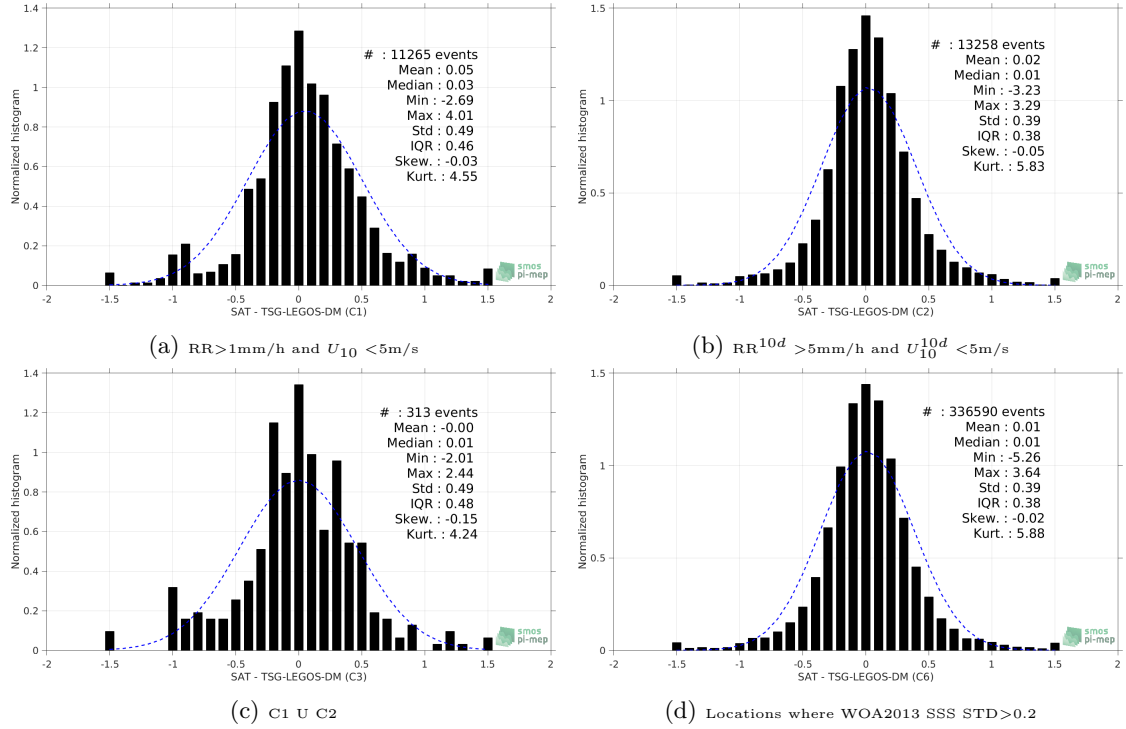 1.4
1.2
1
0.8
0.6
0.4
0.2
0
Normalized histogram
# : 11265 events
Mean : 0.05
Median : 0.03
Min : -2.69
Max : 4.01
Std : 0.49
IQR : 0.46
Skew. : -0.03
Kurt. : 4.55
smos
pi-mep
-2 -1.5 -1 -0.5 0 0.5 1 1.5 2
SAT - TSG-LEGOS-DM (C1)
(a) RR>1mm/h and U10 <5m/s
1.5
1
0.5
0
Normalized histogram
# : 13258 events
Mean : 0.02
Median : 0.01
Min : -3.23
Max : 3.29
Std : 0.39
IQR : 0.38
Skew. : -0.05
Kurt. : 5.83
smos
pi-mep
-2 -1.5 -1 -0.5 0 0.5 1 1.5 2
SAT - TSG-LEGOS-DM (C2)
(b) RR^10d >5mm/h and U10^10d <5m/s
1.4
1.2
1
0.8
0.6
0.4
0.2
0
Normalized histogram
# : 313 events
Mean : -0.00
Median : 0.01
Min : -2.01
Max : 2.44
Std : 0.49
IQR : 0.48
Skew. : -0.15
Kurt. : 4.24
smos
pi-mep
-2 -1.5 -1 -0.5 0 0.5 1 1.5 2
SAT - TSG-LEGOS-DM (C3)
(c) C1 U C2
1.5
1
0.5
0
Normalized histogram
# : 336590 events
Mean : 0.01
Median : 0.01
Min : -5.26
Max : 3.64
Std : 0.39
IQR : 0.38
Skew. : -0.02
Kurt. : 5.88
smos
pi-mep
-2 -1.5 -1 -0.5 0 0.5 1 1.5 2
SAT - TSG-LEGOS-DM (C6)
(d) Locations where WOA2013 SSS STD>0.2